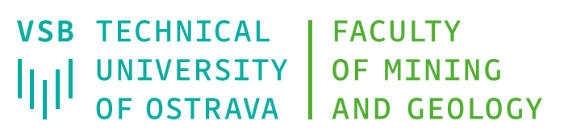 VSB TECHNICAL
UNIVERSITY
OF OSTRAVA
FACULTY
OF MINING
AND GEOLOGY